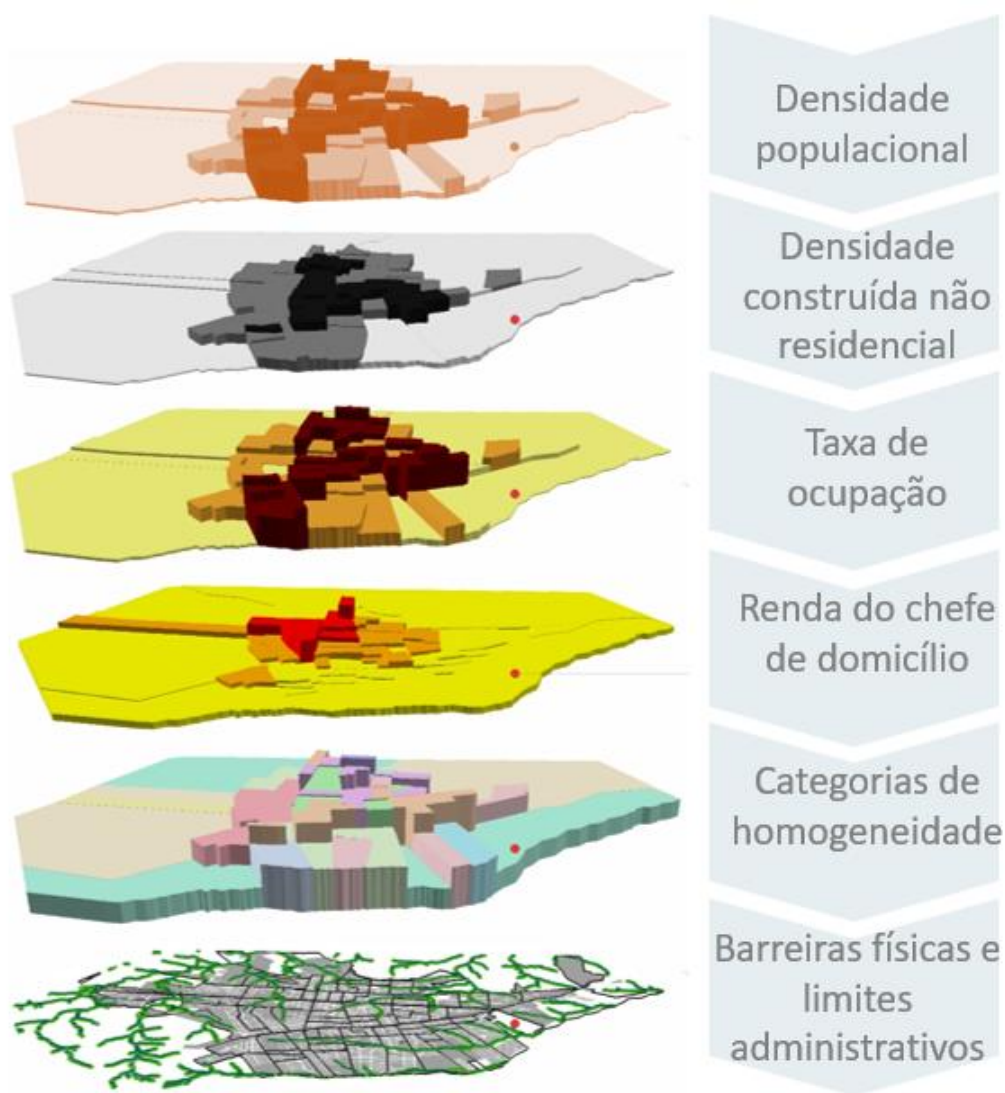 Densidade
populacional
Densidade
construída não
residencial
Taxa de
ocupação
Renda do chefe
de domicílio
Categorias de
homogeneidade
Barreiras físicas e
limites
administrativos